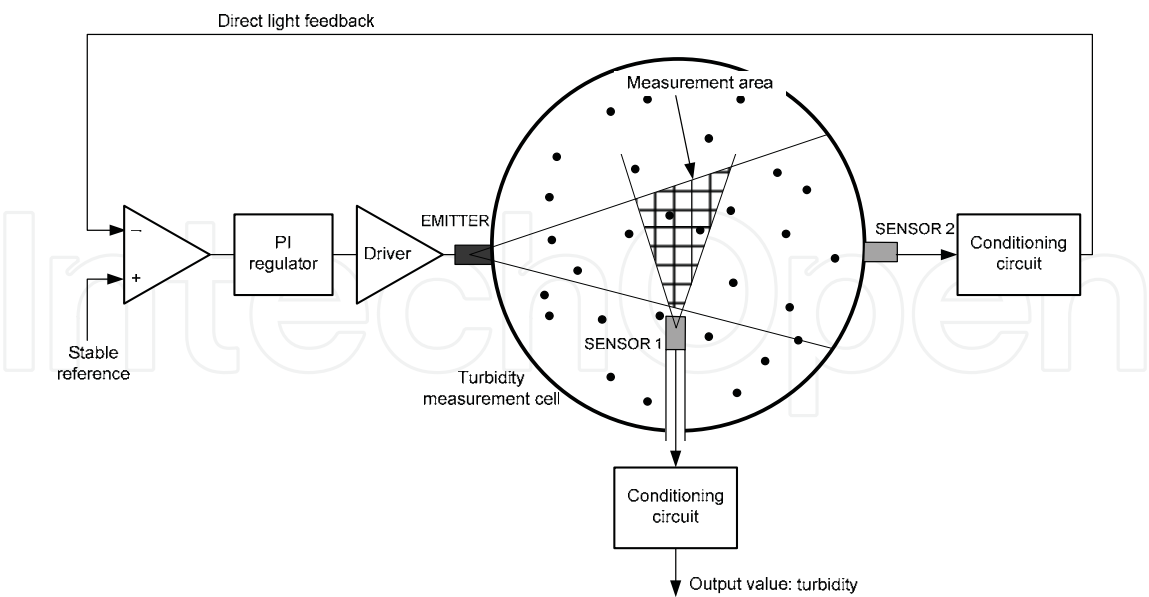 Direct light feedback
Measurement area
EMITTER
SENSOR 2
−
+
PI
regulator
Driver
Conditioning
circuit
SENSOR 1
Stable
reference
Turbidity
measurement cell
Conditioning
circuit
Output value: turbidity
IntechOpen